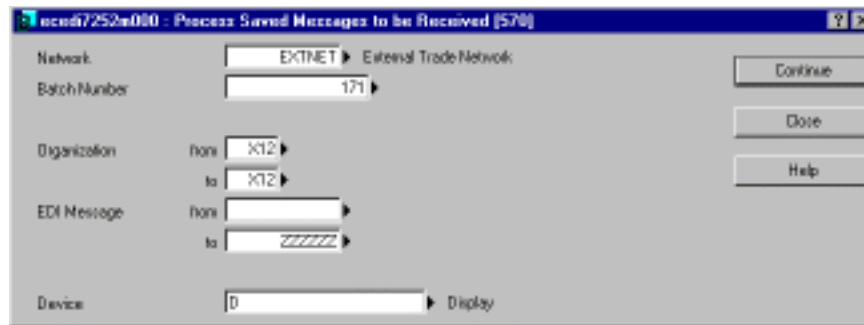 ecedi7252m000 : Process Saved Messages to be Received [570]
Network EXTNET External Trade Network
Continue
Batch Number 171
Close
Organization from X12
Help
to X12
EDI Message from
to ZZZZZZ
Device D Display